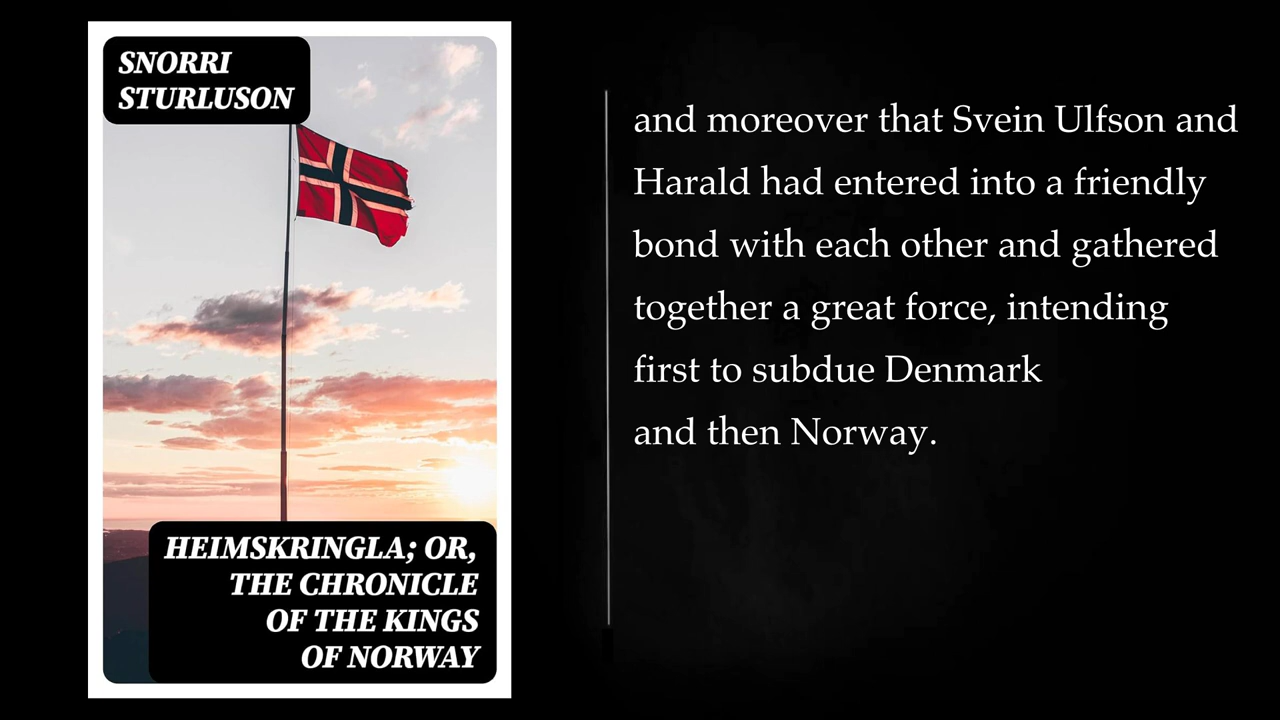 SNORRI
STURLUSON
HEIMSKRINGLA; OR,
THE CHRONICLE
OF THE KINGS
OF NORWAY
and moreover that Svein Ulfson and
Harald had entered into a friendly
bond with each other and gathered
together a great force, intending
first to subdue Denmark
and then Norway.